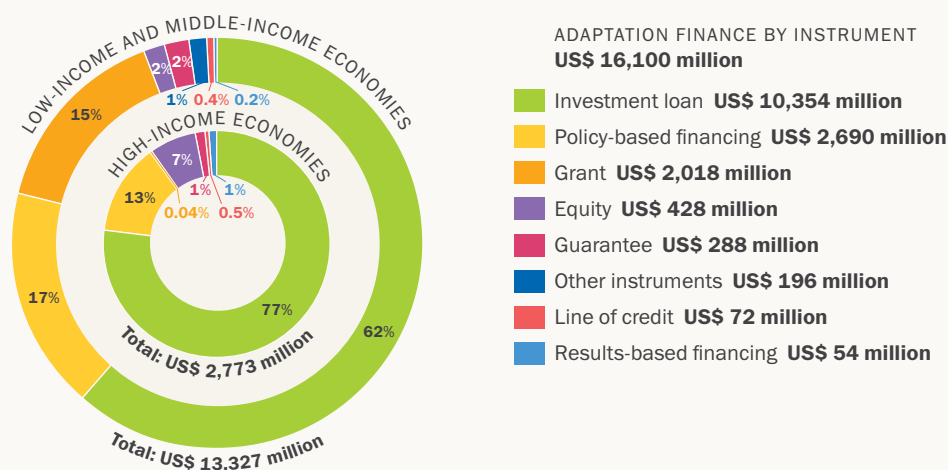 LOW-INCOME AND MIDDLE-INCOME ECONOMIES
2%
2%
1%
0.4%
0.2%
15%
17%
62%
Total: US$ 13,327 million
HIGH-INCOME ECONOMIES
7%
13%
0.04%
1%
0.5%
1%
77%
Total: US$ 2,773 million
ADAPTATION FINANCE BY INSTRUMENT
US$ 16,100 million
Investment loan US$ 10,354 million
Policy-based financing US$ 2,690 million
Grant US$ 2,018 million
Equity US$ 428 million
Guarantee US$ 288 million
Other instruments US$ 196 million
Line of credit US$ 72 million
Results-based financing US$ 54 million